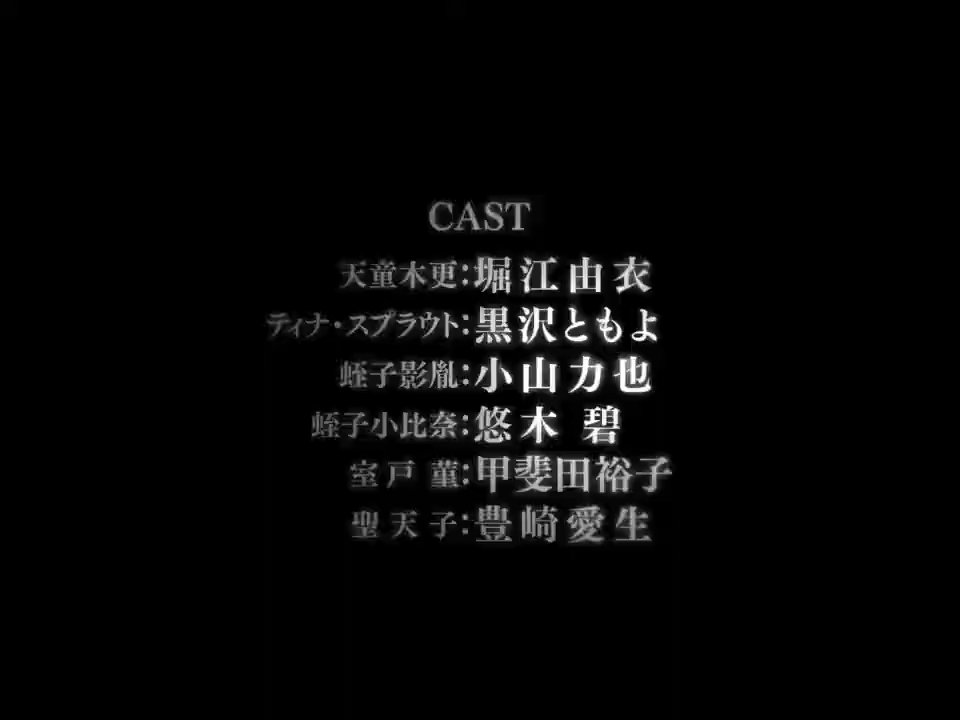 CAST
天童木更:堀江由衣
ティナ・スプラウト:黒沢ともよ
蛭子影胤:小山力也
蛭子小比奈:悠木 碧
室戸 菫:甲斐田裕子
聖天子:豊崎愛生